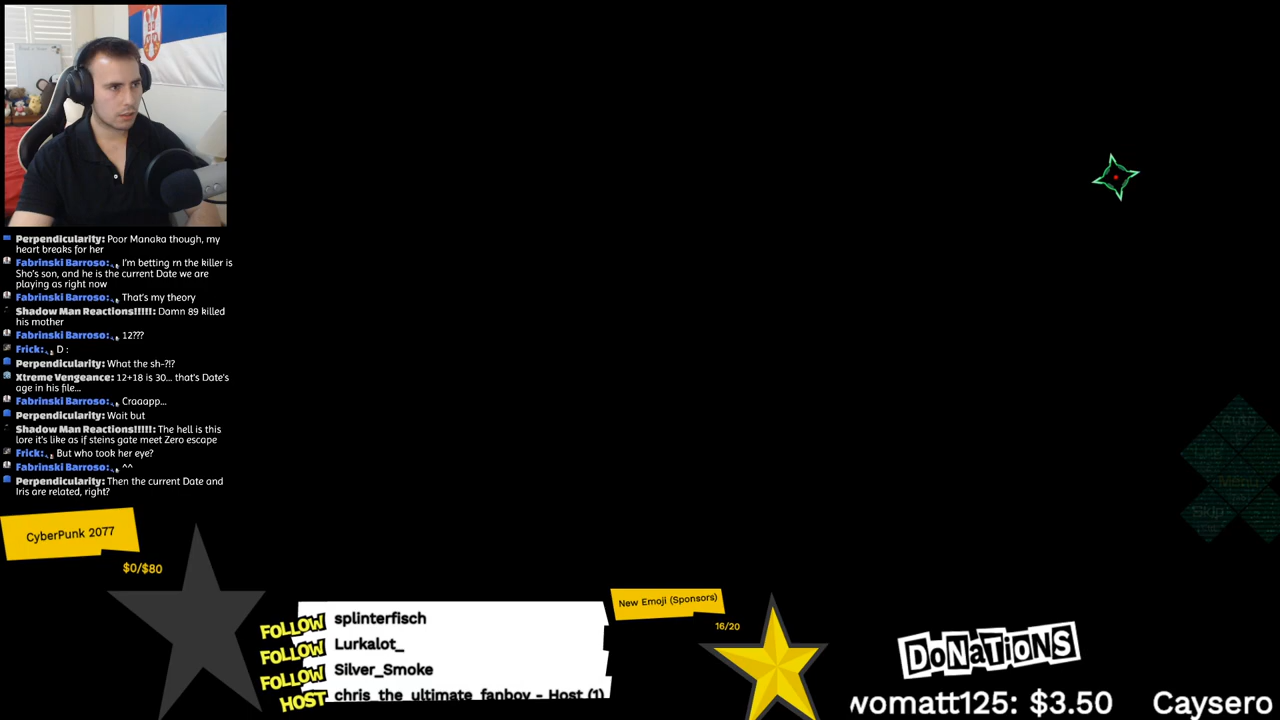 Perpendicularity: Poor Manaka though, my
heart breaks for her
Fabrinski Barroso: I'm betting rn the killer is
Sho's son, and he is the current Date we are
playing as right now
Fabrinski Barroso: That's my theory
Shadow Man Reactions!!!!!: Damn 89 killed
his mother
Fabrinski Barroso: 12???
Frick: D :
Perpendicularity: What the sh-?!?
Xtreme Vengeance: 12+18 is 30... that's Date's
age in his file...
Fabrinski Barroso: Craaapp...
Perpendicularity: Wait but
Shadow Man Reactions!!!!!: The hell is this
lore it's like as if steins gate meet Zero escape
Frick: But who took her eye?
Fabrinski Barroso: ^^
Perpendicularity: Then the current Date and
Iris are related, right?
CyberPunk 2077
$0/$80
FOLLOW splinterfisch
FOLLOW Lurkalot_
FOLLOW Silver_Smoke
HOST chris_the_ultimate_fanboy - Host (1)
New Emoji (Sponsors)
16/20
DoNaTioNS
womatt125: $3.50 Caysero